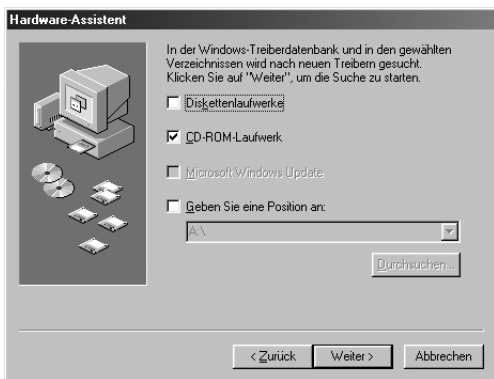 Hardware-Assistent
In der Windows-Treiberdatenbank und in den gewählten
Verzeichnissen wird nach neuen Treibern gesucht.
Klicken Sie auf "Weiter", um die Suche zu starten.
Diskettenlaufwerke
CD-ROM-Laufwerk
Microsoft Windows Update
Geben Sie eine Position an:
A:\
Durchsuchen...
< Zurück
Weiter >
Abbrechen